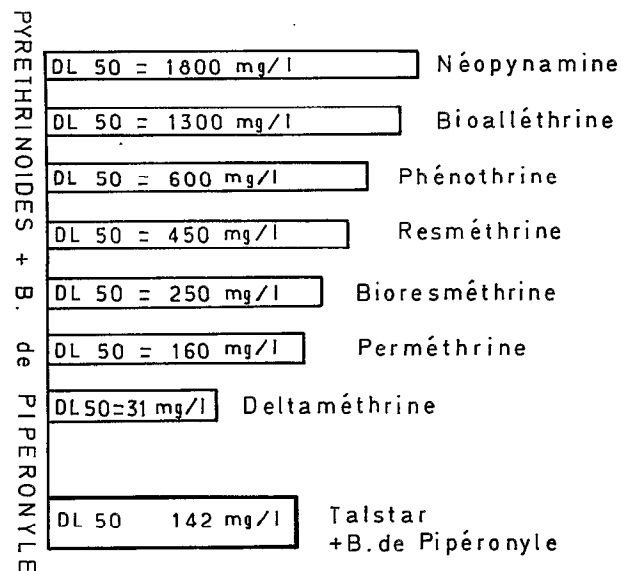 PYRETHRINOIDES + B. de PIPERONYLE
DL 50 = 1800 mg/l Néopynamine
DL 50 = 1300 mg/l Bioalléthrine
DL 50 = 600 mg/l Phénothrine
DL 50 = 450 mg/l Resméthrine
DL 50 = 250 mg/l Bioresméthrine
DL 50 = 160 mg/l Perméthrine
DL50=31 mg/l Deltaméthrine
DL 50 142 mg/l Talstar
+B. de Pipéronyle